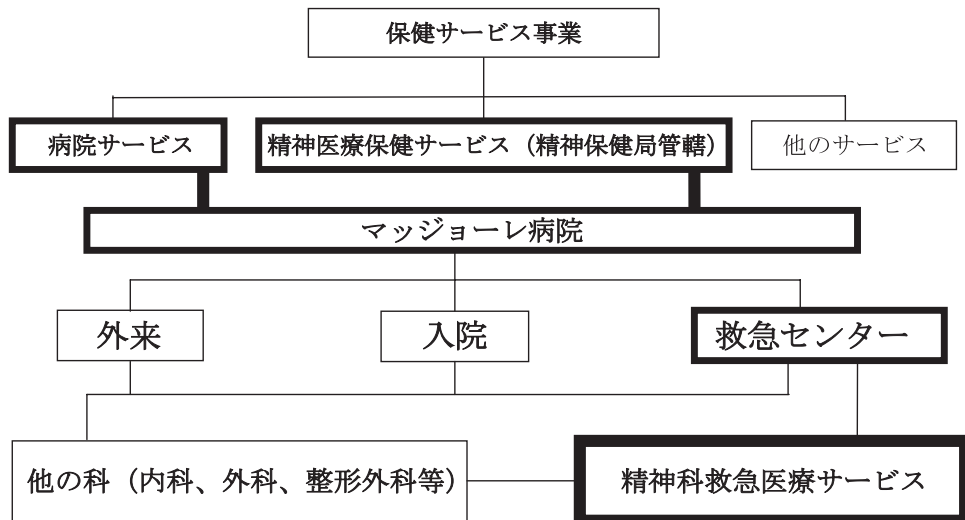 保健サービス事業
病院サービス
精神医療保健サービス（精神保健局管轄）
他のサービス
マッジョーレ病院
外来
入院
救急センター
他の科（内科、外科、整形外科等）
精神科救急医療サービス